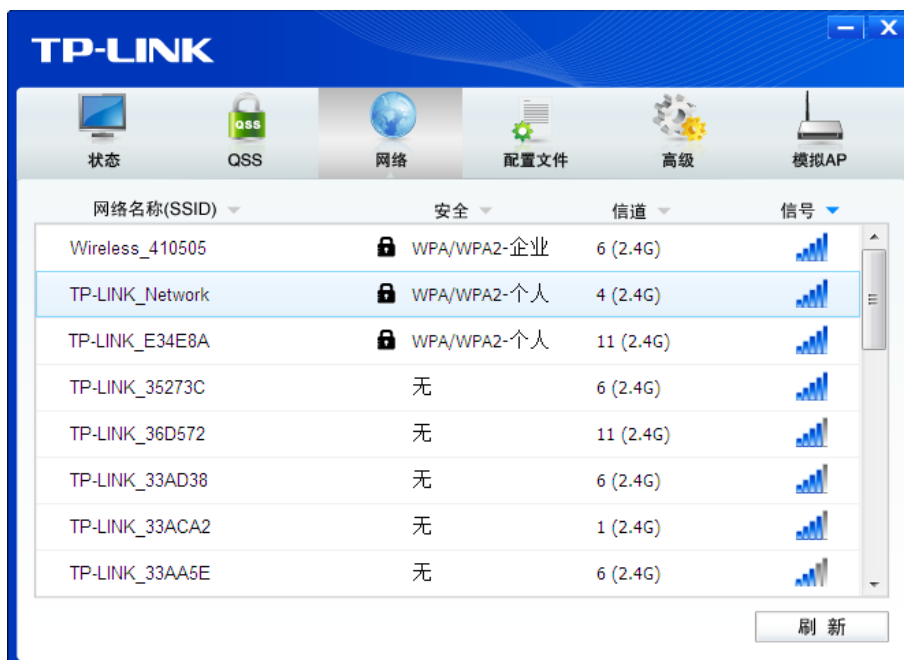 TP-LINK
QSS
状态 QSS 网络 配置文件 高级 模拟AP
网络名称(SSID) 安全 信道 信号
Wireless_410505 WPA/WPA2-企业 6 (2.4G)
TP-LINK_Network WPA/WPA2-个人 4 (2.4G)
TP-LINK_E34E8A WPA/WPA2-个人 11 (2.4G)
TP-LINK_35273C 无 6 (2.4G)
TP-LINK_36D572 无 11 (2.4G)
TP-LINK_33AD38 无 6 (2.4G)
TP-LINK_33ACA2 无 1 (2.4G)
TP-LINK_33AA5E 无 6 (2.4G)
刷 新